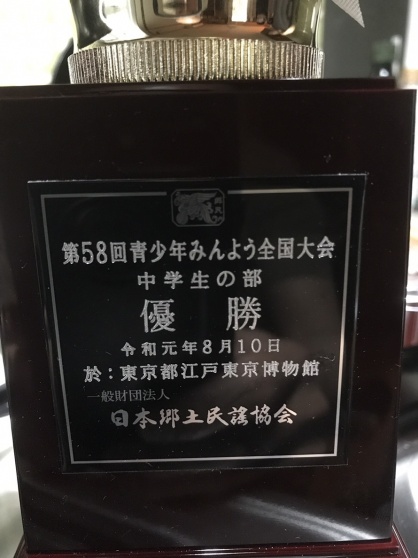 第58回青少年みんよう全国大会
中学生の部
優勝
令和元年8月10日
於：東京都江戸東京博物館
一般財団法人
日本郷土民謡協会